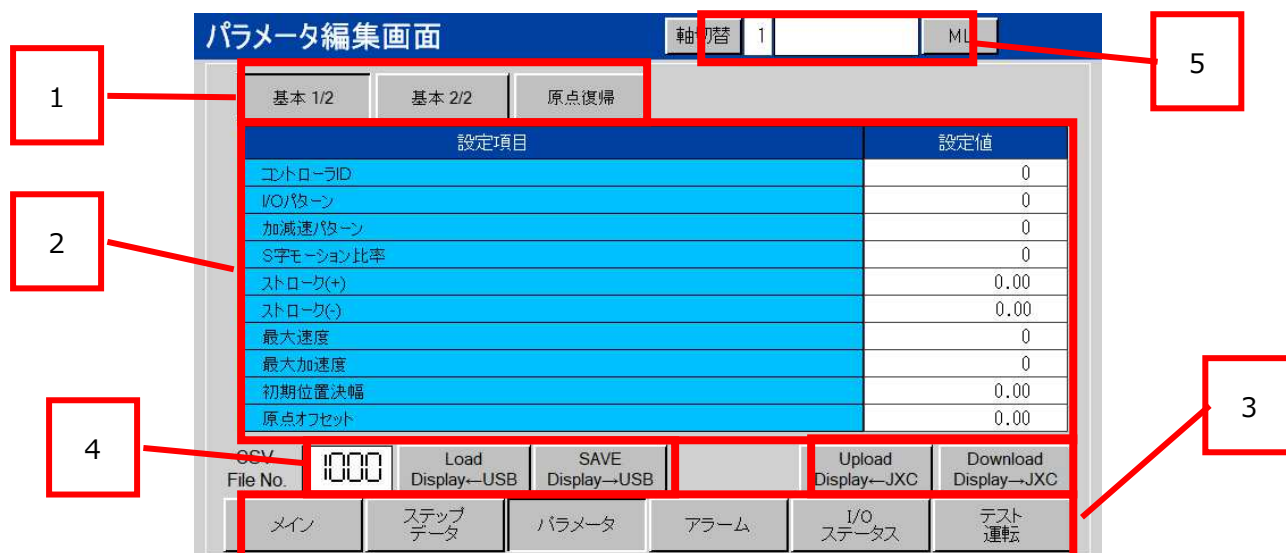 パラメータ編集画面
軸切替 1 ML
5
1
基本 1/2 基本 2/2 原点復帰
設定項目 設定値
コントローラID 0
I/Oパターン 0
2
加減速パターン 0
S字モーション比率 0
ストローク(+) 0.00
ストローク(-) 0.00
最大速度 0
最大加速度 0
初期位置決幅 0.00
原点オフセット 0.00
3
4
CSV
File No.
1000
Load
Display←USB
SAVE
Display→USB
Upload
Display←JXC
Download
Display→JXC
メイン
ステップ
データ
パラメータ
アラーム
I/O
ステータス
テスト
運転